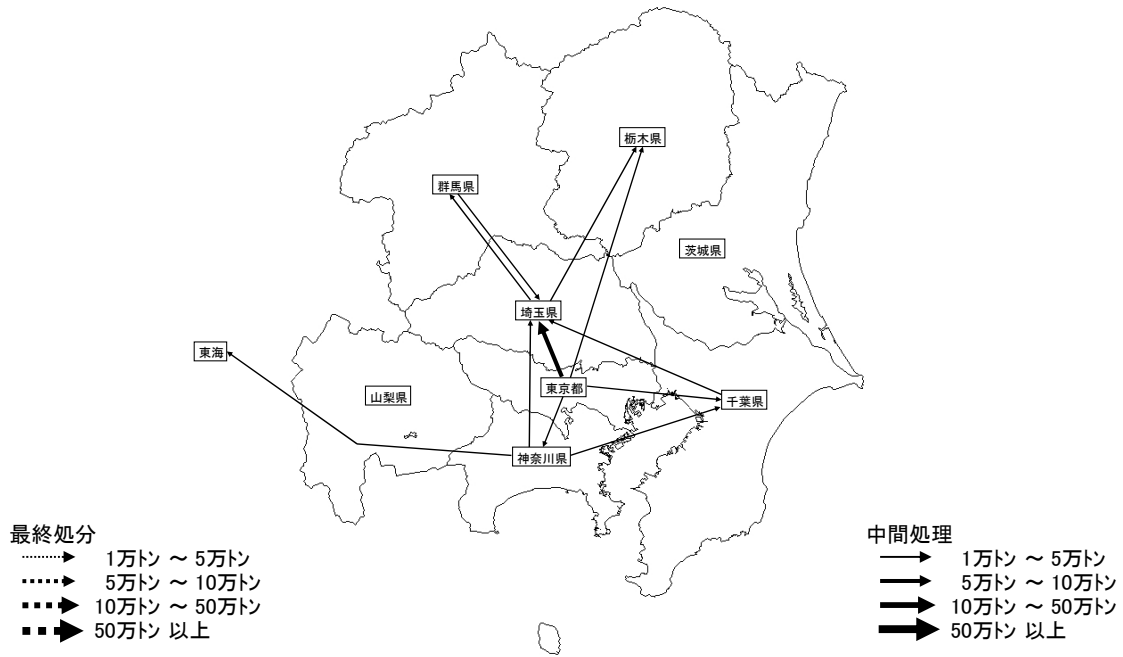 栃木県
群馬県
茨城県
埼玉県
東海
東京都
山梨県
千葉県
神奈川県
最終処分
1万トン ～ 5万トン
5万トン ～ 10万トン
10万トン ～ 50万トン
50万トン 以上
中間処理
1万トン ～ 5万トン
5万トン ～ 10万トン
10万トン ～ 50万トン
50万トン 以上